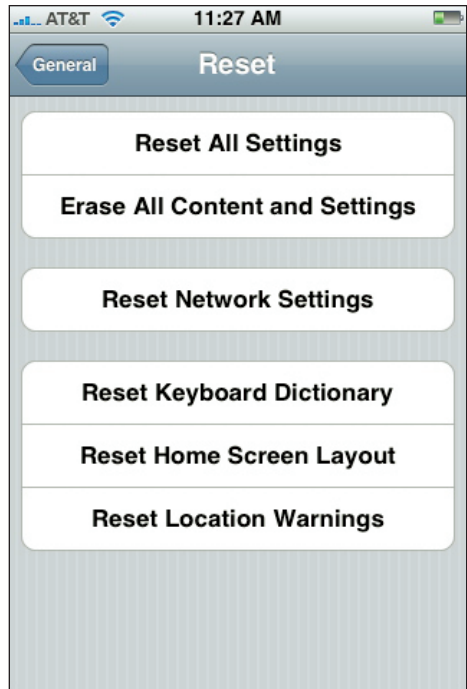 AT&T 11:27 AM
General Reset
Reset All Settings
Erase All Content and Settings
Reset Network Settings
Reset Keyboard Dictionary
Reset Home Screen Layout
Reset Location Warnings